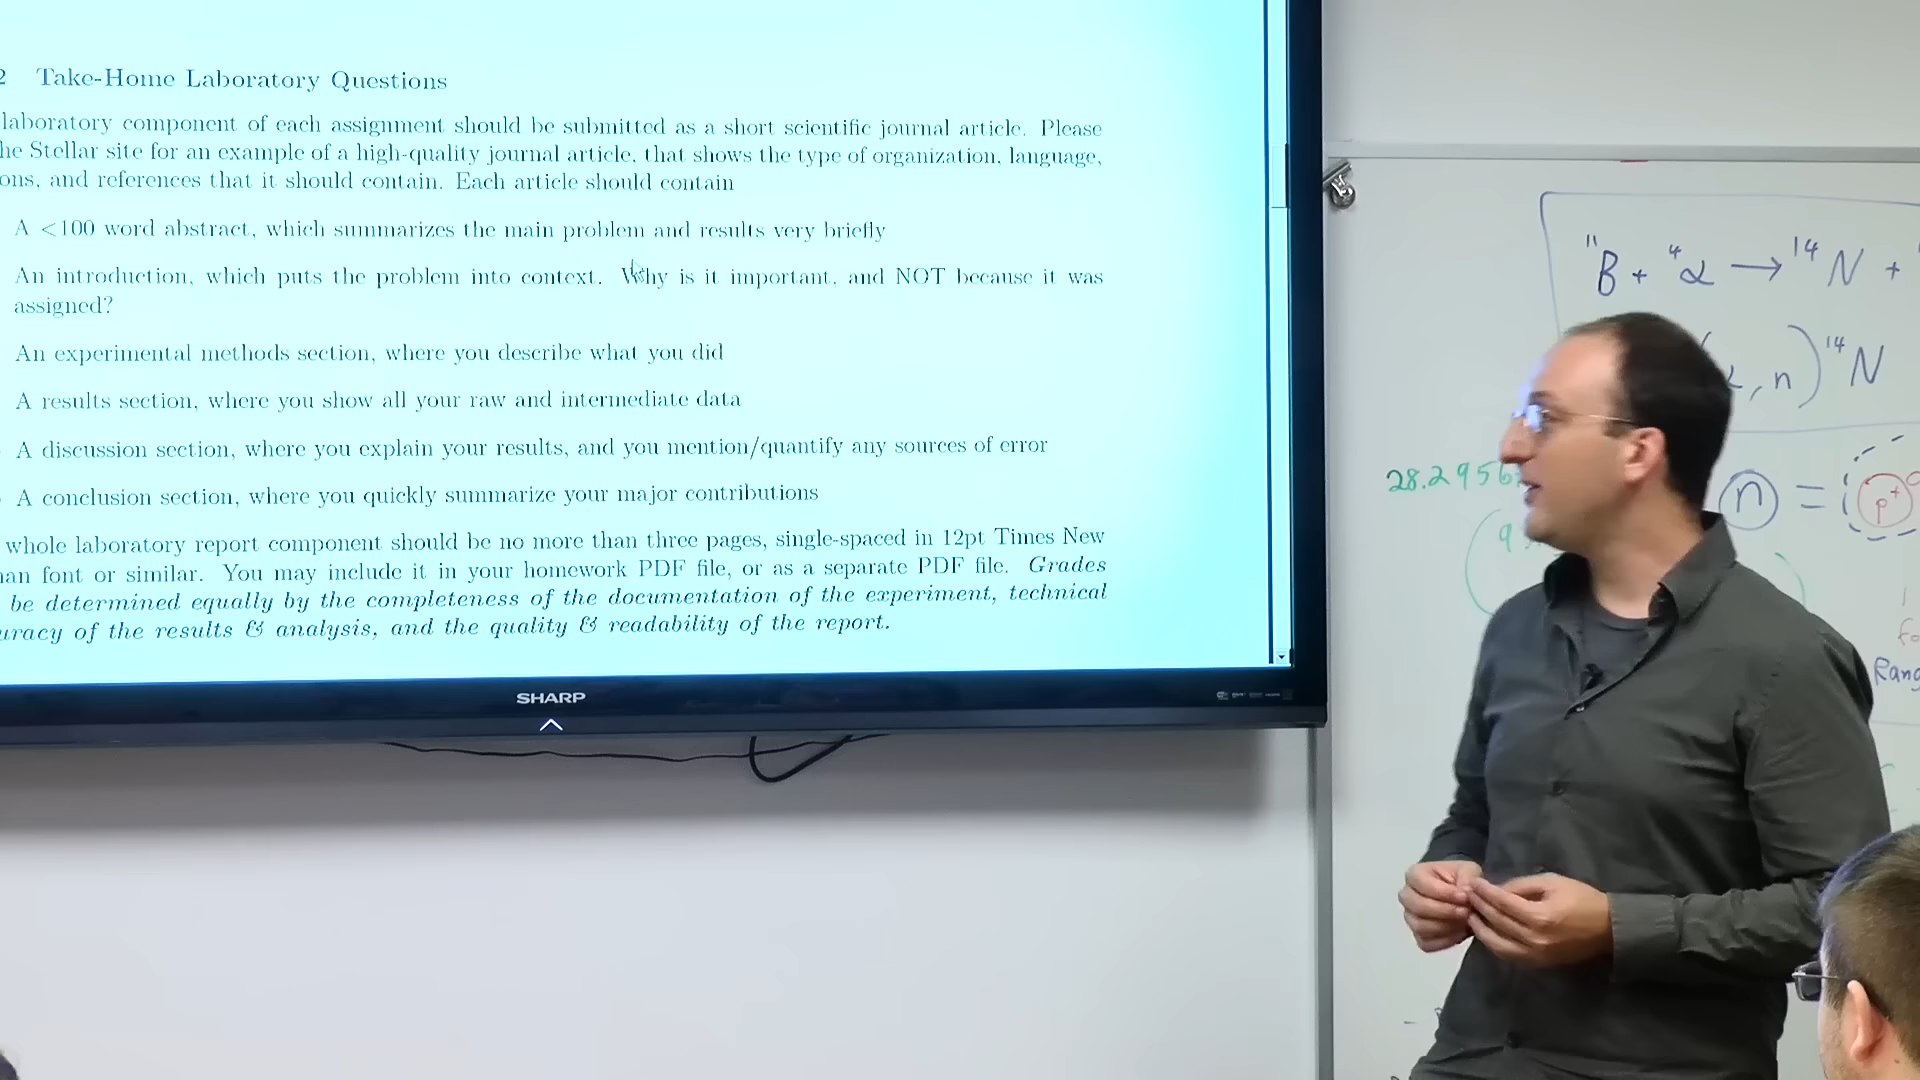 2 Take-Home Laboratory Questions
laboratory component of each assignment should be submitted as a short scientific journal article. Please
he Stellar site for an example of a high-quality journal article, that shows the type of organization, language,
ons, and references that it should contain. Each article should contain
A <100 word abstract, which summarizes the main problem and results very briefly
An introduction, which puts the problem into context. Why is it important, and NOT because it was
assigned?
An experimental methods section, where you describe what you did
A results section, where you show all your raw and intermediate data
A discussion section, where you explain your results, and you mention/quantify any sources of error
A conclusion section, where you quickly summarize your major contributions
whole laboratory report component should be no more than three pages, single-spaced in 12pt Times New
an font or similar. You may include it in your homework PDF file, or as a separate PDF file. Grades
be determined equally by the completeness of the documentation of the experiment, technical
uracy of the results & analysis, and the quality & readability of the report.
SHARP
¹¹B + ⁴α → ¹⁴N +
, n) ¹⁴N
28.2956
n = p⁺
9
Rang